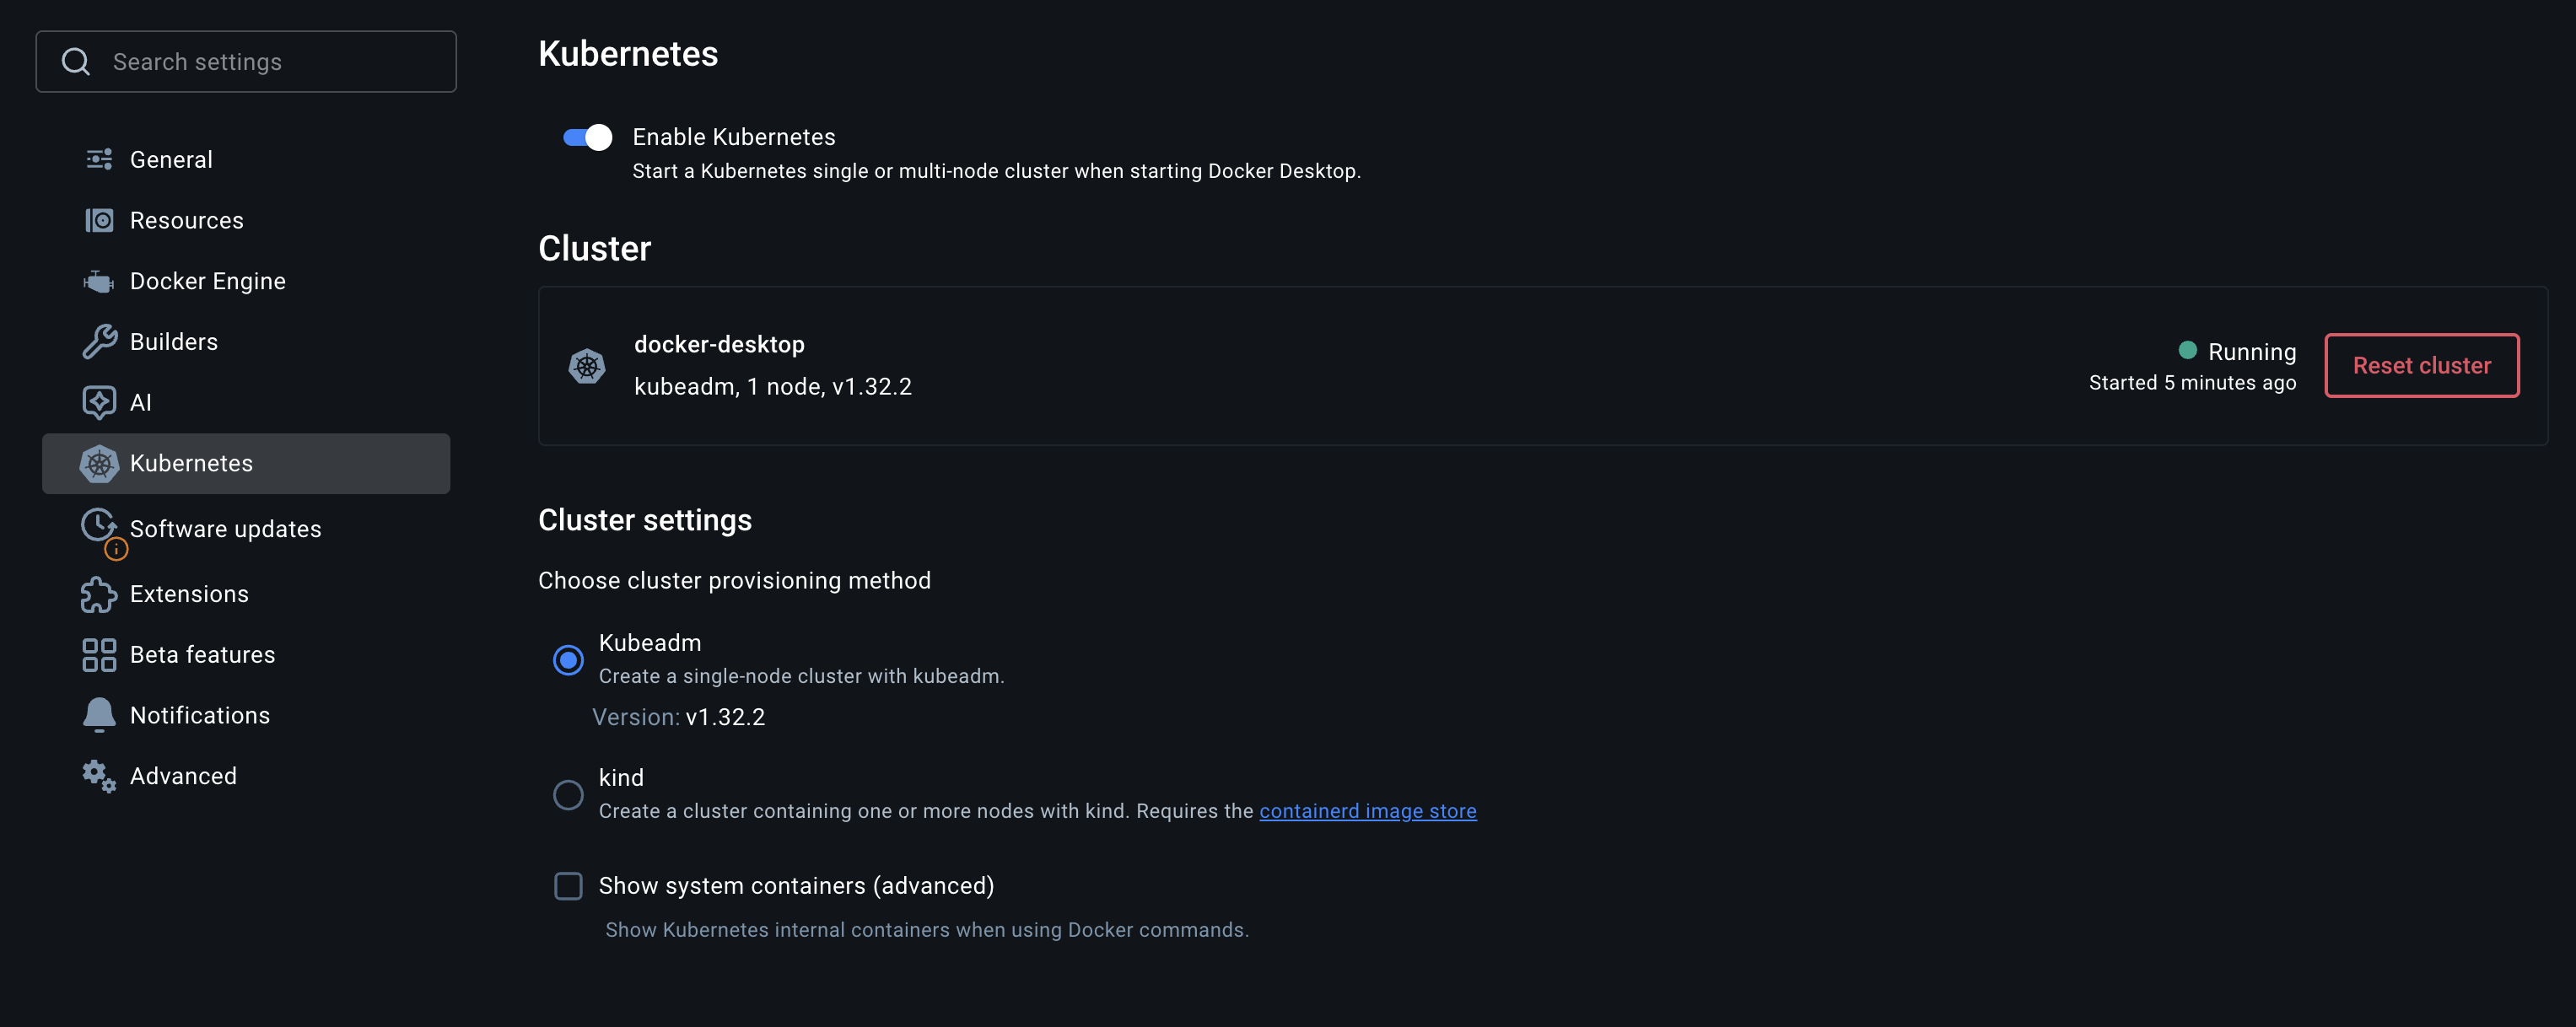 Search settings
General
Resources
Docker Engine
Builders
AI
Kubernetes
Software updates
Extensions
Beta features
Notifications
Advanced
Kubernetes
Enable Kubernetes
Start a Kubernetes single or multi-node cluster when starting Docker Desktop.
Cluster
docker-desktop
kubeadm, 1 node, v1.32.2
Running
Started 5 minutes ago
Reset cluster
Cluster settings
Choose cluster provisioning method
Kubeadm
Create a single-node cluster with kubeadm.
Version: v1.32.2
kind
Create a cluster containing one or more nodes with kind. Requires the containerd image store
Show system containers (advanced)
Show Kubernetes internal containers when using Docker commands.